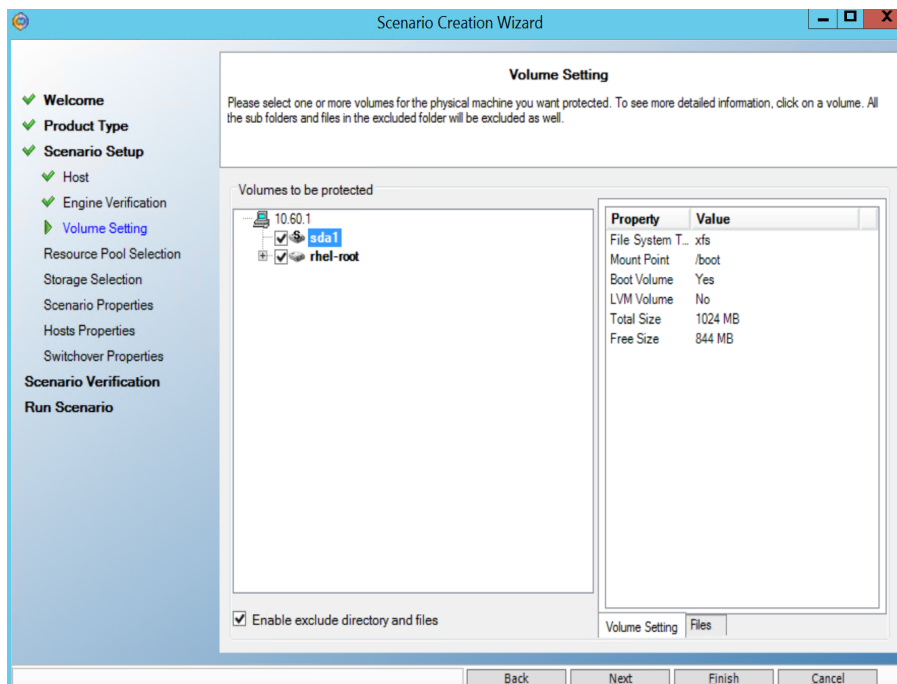 Scenario Creation Wizard
Welcome
Product Type
Scenario Setup
Host
Engine Verification
Volume Setting
Resource Pool Selection
Storage Selection
Scenario Properties
Hosts Properties
Switchover Properties
Scenario Verification
Run Scenario
Volume Setting
Please select one or more volumes for the physical machine you want protected. To see more detailed information, click on a volume. All
the sub folders and files in the excluded folder will be excluded as well.
Volumes to be protected
10.60.1
sda1
rhel-root
Property Value
File System T... xfs
Mount Point /boot
Boot Volume Yes
LVM Volume No
Total Size 1024 MB
Free Size 844 MB
Enable exclude directory and files
Volume Setting Files
Back Next Finish Cancel